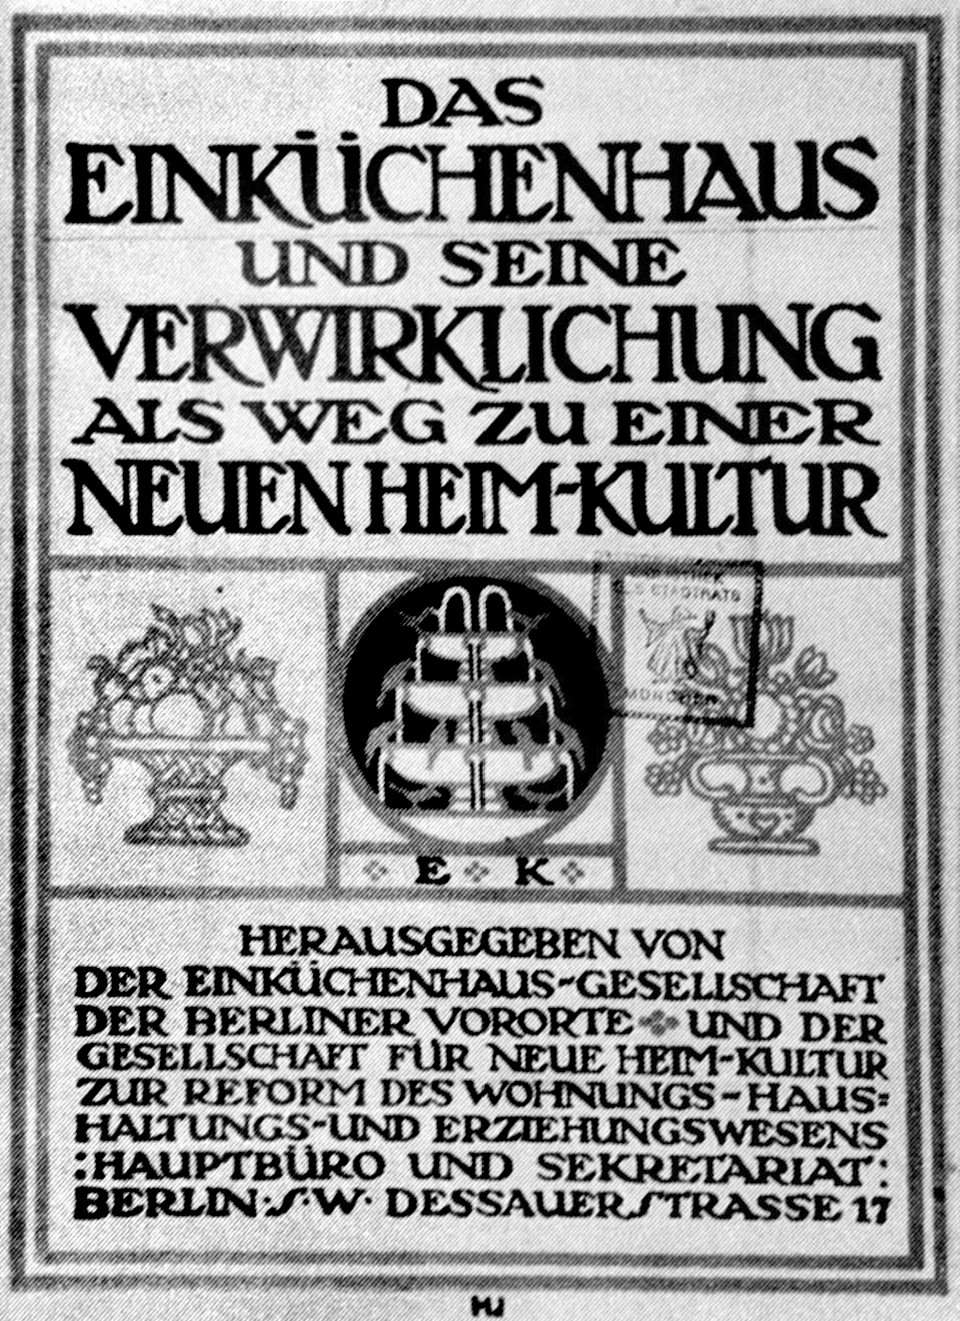 DAS
EINKÜCHENHAUS
UND SEINE
VERWIRKLICHUNG
ALS WEG ZU EINER
NEUEN HEIM-KULTUR
STADTRATS
MÜNCHEN
E K
HERAUSGEGEBEN VON
DER EINKÜCHENHAUS-GESELLSCHAFT
DER BERLINER VORORTE UND DER
GESELLSCHAFT FÜR NEUE HEIM-KULTUR
ZUR REFORM DES WOHNUNGS-HAUS=
HALTUNGS-UND ERZIEHUNGSWESENS
:HAUPTBÜRO UND SEKRETARIAT:
BERLIN·S·W· DESSAUERSTRASSE 17